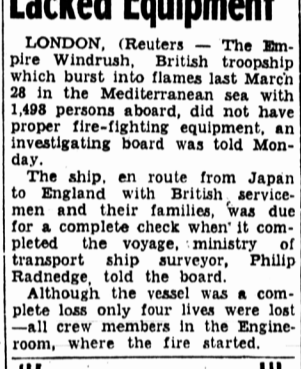 Lacked Equipment
LONDON, (Reuters — The Em-
pire Windrush, British troopship
which burst into flames last March
28 in the Mediterranean sea with
1,498 persons aboard, did not have
proper fire-fighting equipment, an
investigating board was told Mon-
day.
The ship, en route from Japan
to England with British service-
men and their families, was due
for a complete check when it com-
pleted the voyage, ministry of
transport ship surveyor, Philip
Radnedge, told the board.
Although the vessel was a com-
plete loss only four lives were lost
—all crew members in the Engine-
room, where the fire started.